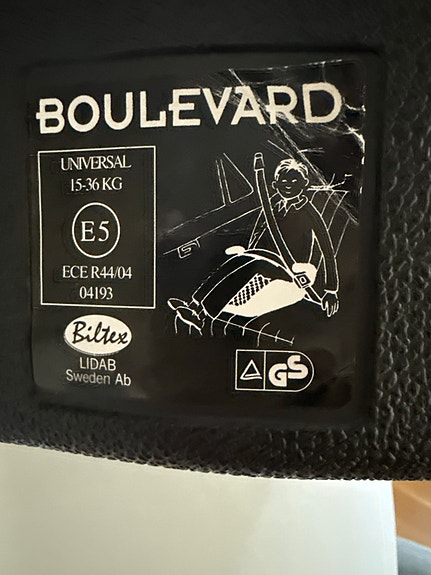 BOULEVARD
UNIVERSAL
15-36 KG
E5
ECE R44/04
04193
Biltex
LIDAB
Sweden Ab
GS